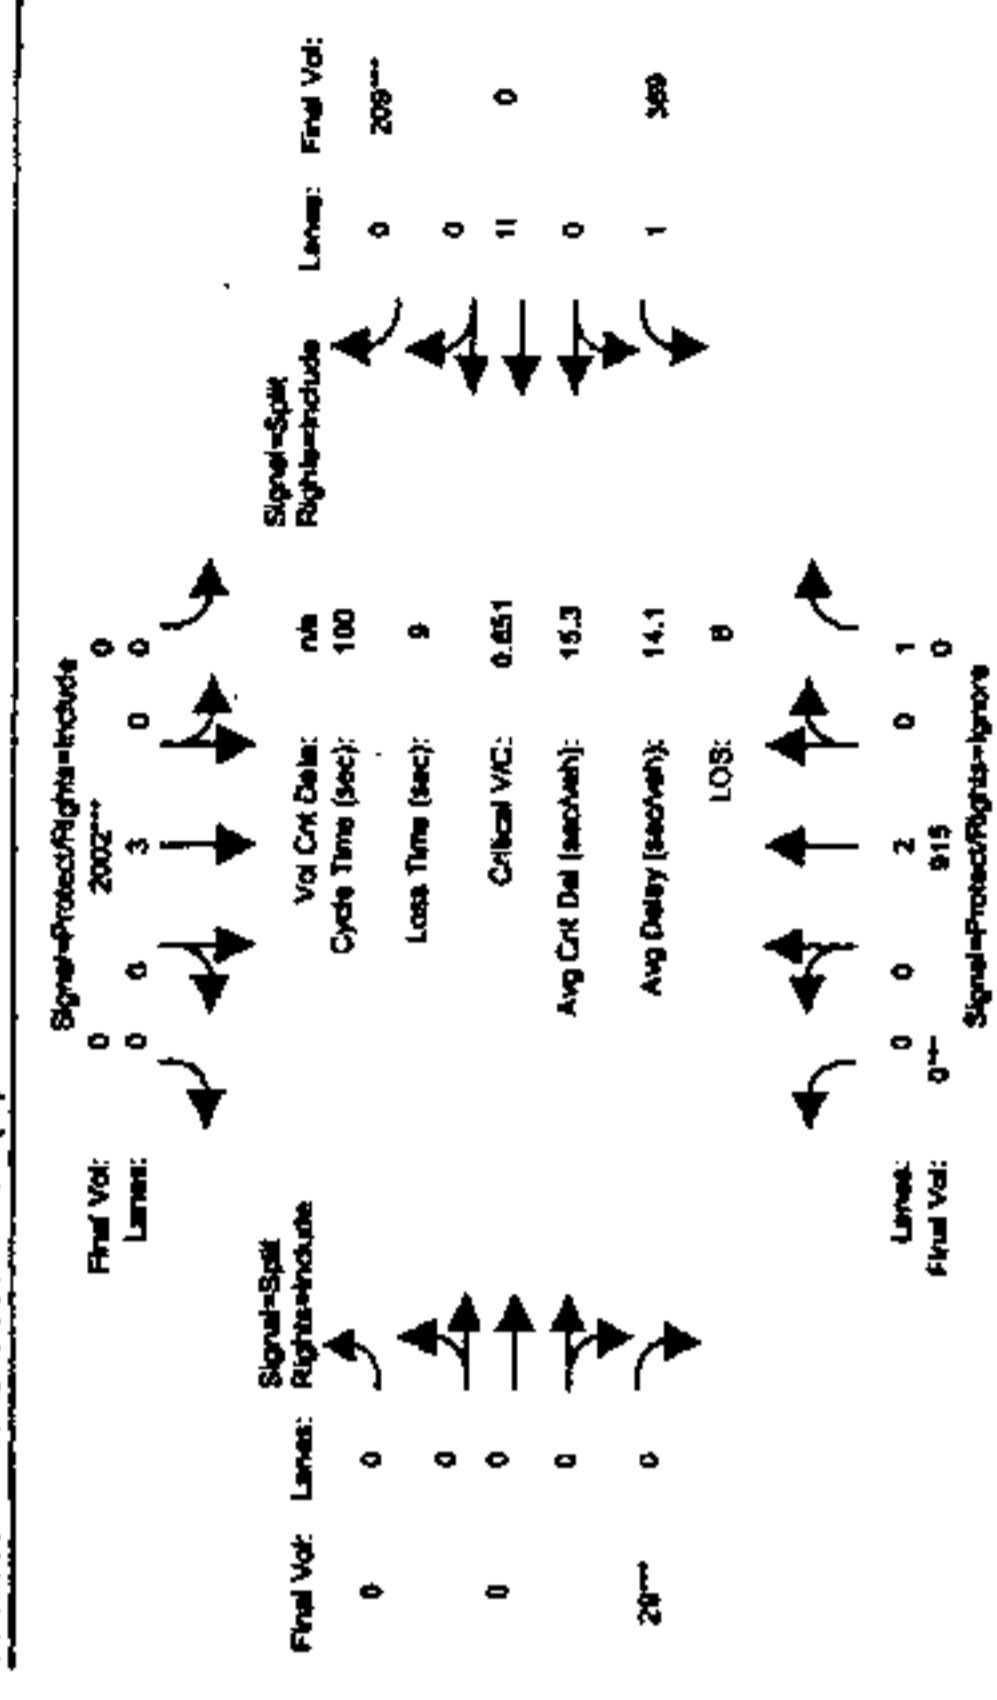 Signal=Protect/Rights=Include
Final Vol: 0 2002*** 0
Lanes: 0 0 3 0 0
Signal=Split
Rights=Include
Signal=Split
Rights=Include
Final Vol: Lanes:
Vol Cnt Date: n/a
Lanes: Final Vol:
Cycle Time (sec): 100
0 0
0 209***
Loss Time (sec): 9
0
0
0 0
Critical V/C: 0.651
1! 0
0
Avg Crit Del (sec/veh): 15.3
0
29*** 0
Avg Delay (sec/veh): 14.1
1 369
LOS: B
Lanes: 0 0 2 0 1
Final Vol: 0*** 915 0
Signal=Protect/Rights=Ignore